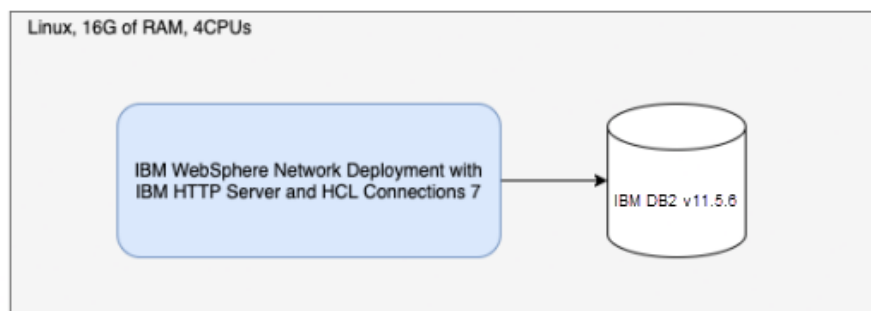 Linux, 16G of RAM, 4CPUs
IBM WebSphere Network Deployment with
IBM HTTP Server and HCL Connections 7
IBM DB2 v11.5.6